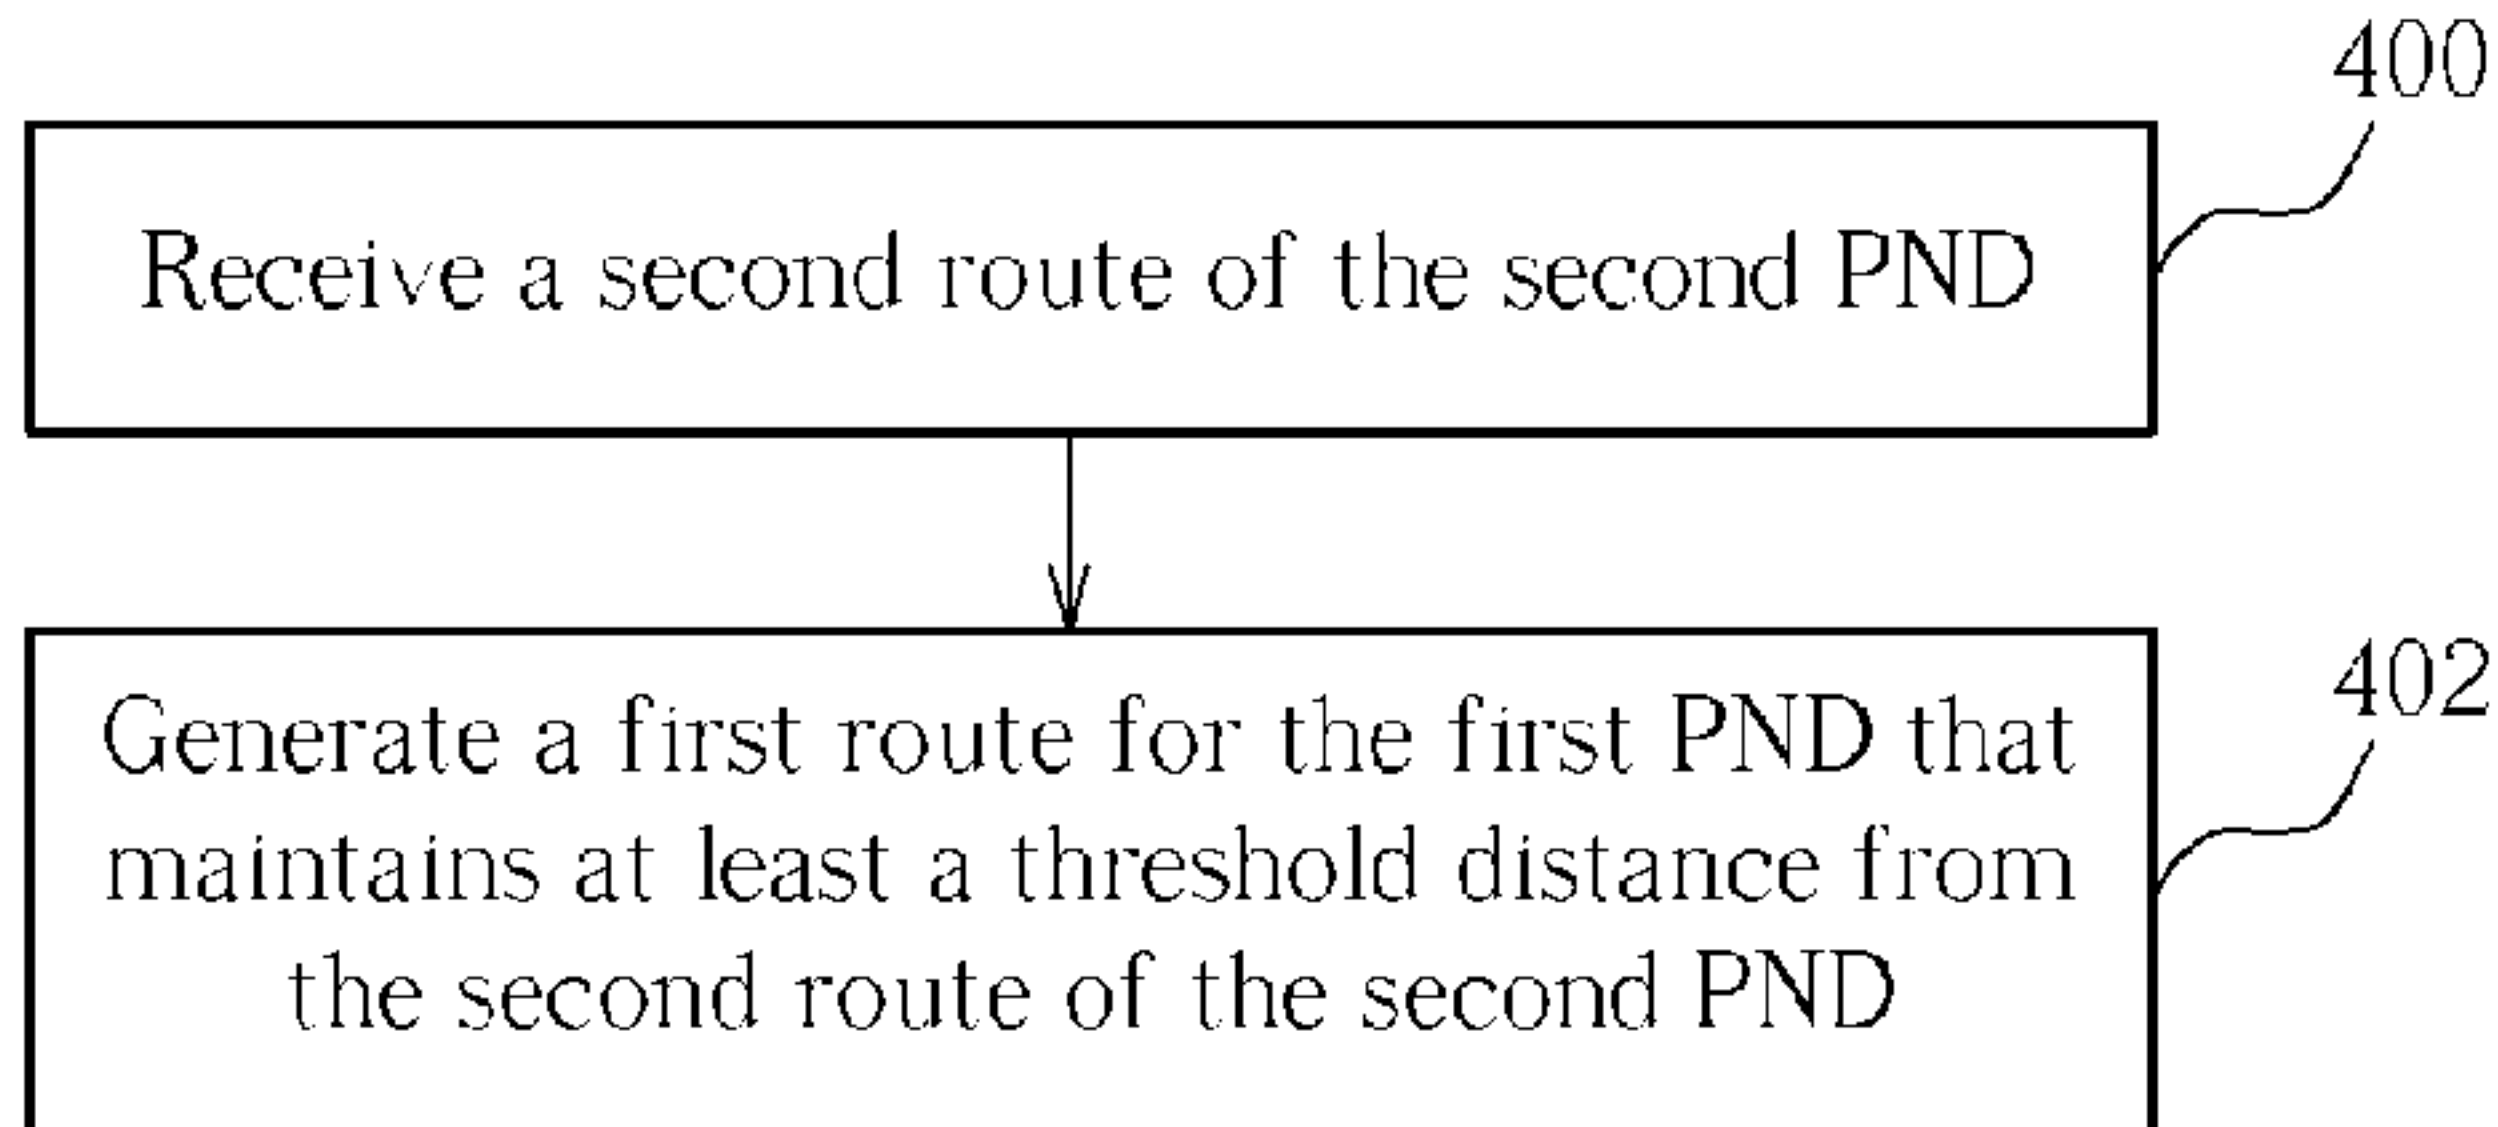 400
Receive a second route of the second PND
402
Generate a first route for the first PND that
maintains at least a threshold distance from
the second route of the second PND